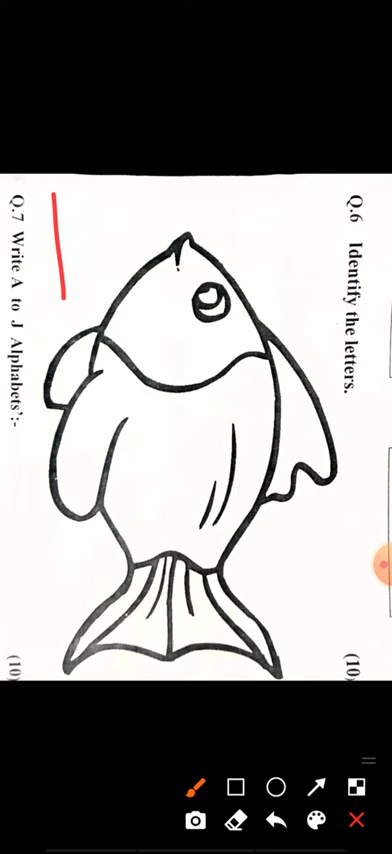 Q.6 Identify the letters. (10)
Q.7 Write A to J Alphabets':- (10)